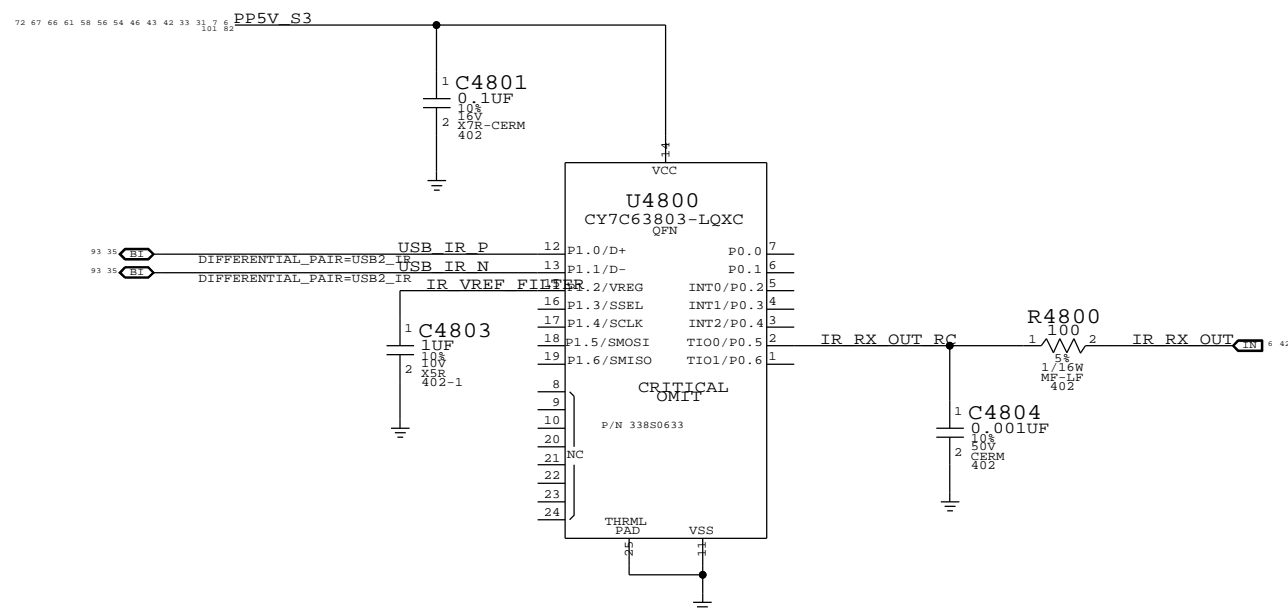 72 67 66 61 58 56 54 46 43 42 33 31 7 6 PP5V_S3
101 82
1 C4801
0.1UF
10%
16V
2 X7R-CERM
402
14
VCC
U4800
CY7C63803-LQXC
QFN
93 35 BI USB_IR_P 12 P1.0/D+ P0.0 7
DIFFERENTIAL_PAIR=USB2_IR
93 35 BI USB_IR_N 13 P1.1/D- P0.1 6
DIFFERENTIAL_PAIR=USB2_IR
IR_VREF_FILTER 15 P1.2/VREG INT0/P0.2 5
16 P1.3/SSEL INT1/P0.3 4
17 P1.4/SCLK INT2/P0.4 3
18 P1.5/SMOSI TIO0/P0.5 2 IR_RX_OUT_RC
19 P1.6/SMISO TIO1/P0.6 1
1 C4803
1UF
10%
10V
2 X5R
402-1
R4800
100
1 2 IR_RX_OUT IN 6 42
5%
1/16W
MF-LF
402
8
CRITICAL
OMIT
9
10
P/N 338S0633
20
NC
21
22
23
24
1 C4804
0.001UF
10%
50V
2 CERM
402
THRML
PAD VSS
25 11